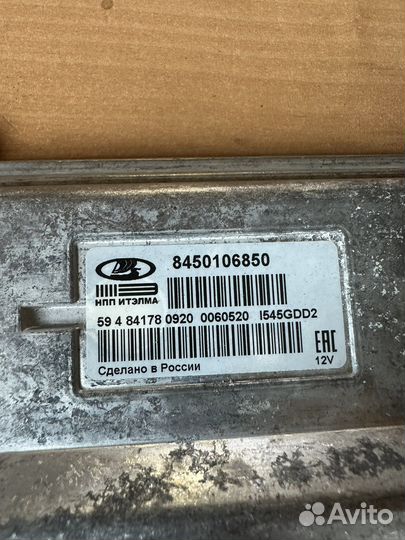 8450106850
НПП ИТЭЛМА
59 4 84178 0920 0060520 I545GDD2
EAC
Сделано в России
12V
Avito